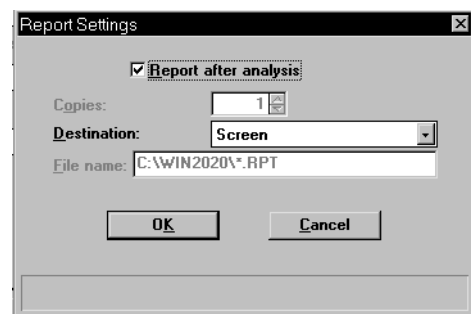 Report Settings
Report after analysis
Copies: 1
Destination: Screen
File name: C:\WIN2020\*.RPT
OK Cancel